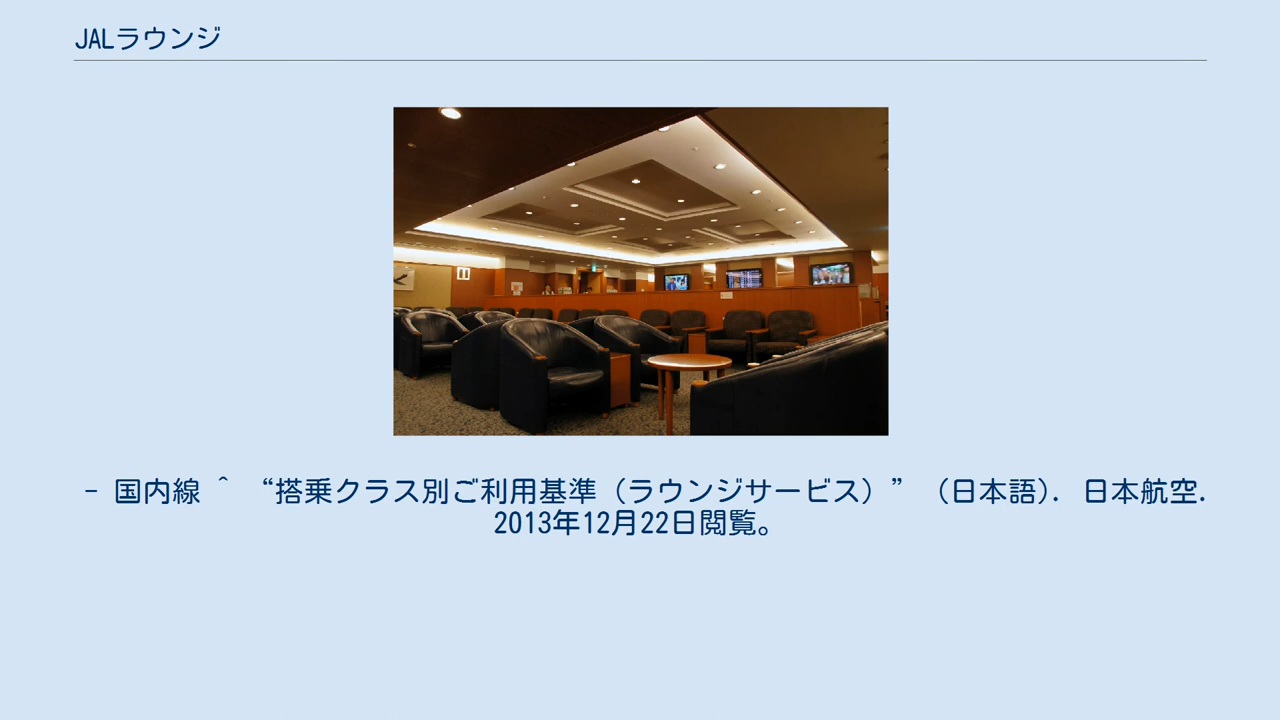 JALラウンジ
- 国内線 ^ “搭乗クラス別ご利用基準（ラウンジサービス）” （日本語). 日本航空.
2013年12月22日閲覧。